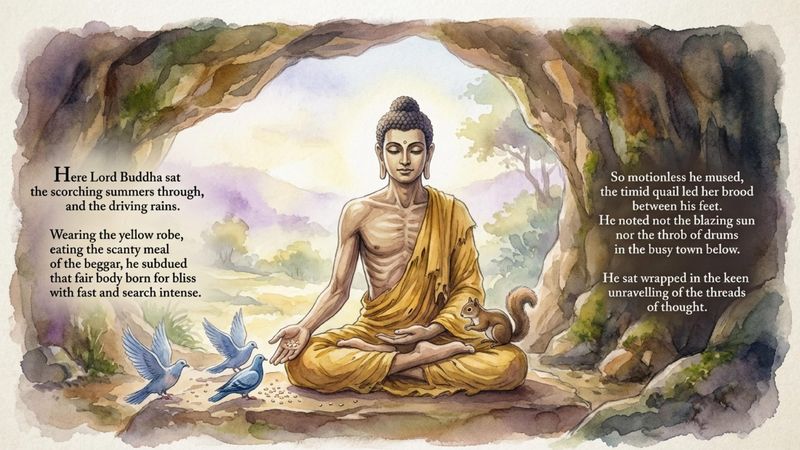 Here Lord Buddha sat
the scorching summers through,
and the driving rains.
Wearing the yellow robe,
eating the scanty meal
of the beggar, he subdued
that fair body born for bliss
with fast and search intense.
So motionless he mused,
the timid quail led her brood
between his feet.
He noted not the blazing sun
nor the throb of drums
in the busy town below.
He sat wrapped in the keen
unravelling of the threads
of thought.